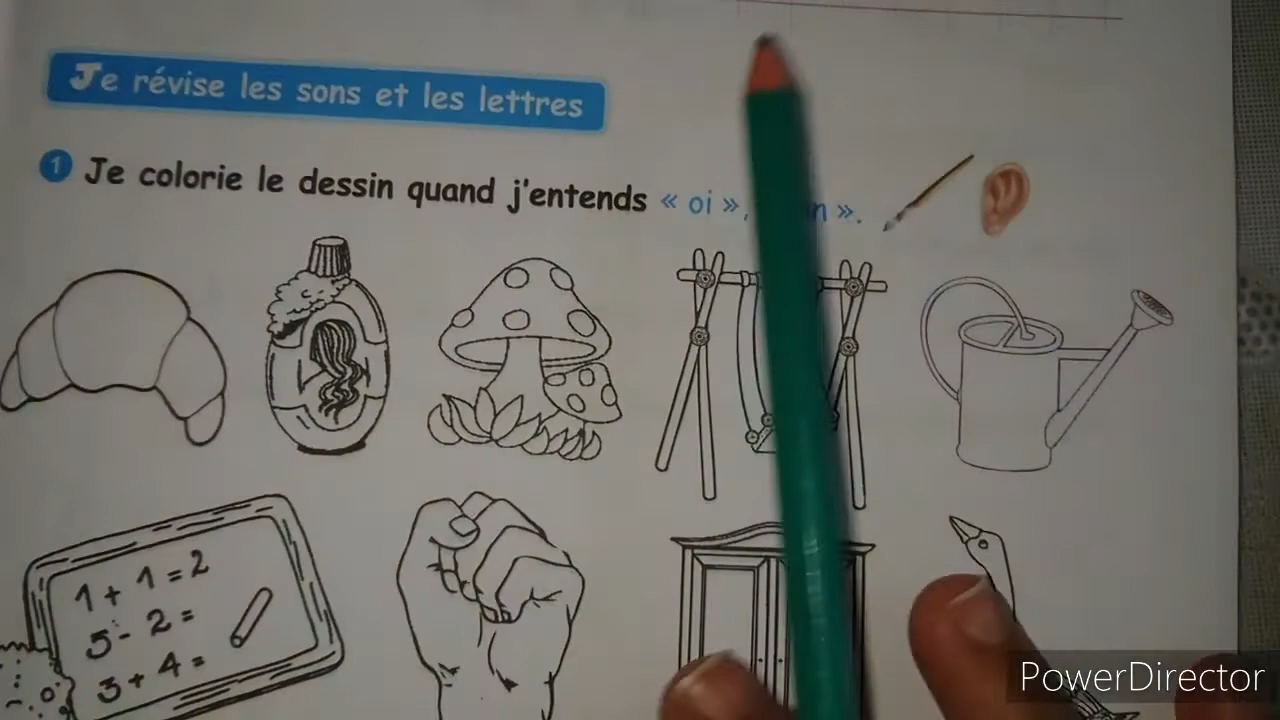 Je révise les sons et les lettres
1 Je colorie le dessin quand j'entends « oi », n ».
1 + 1 = 2
5 - 2 =
3 + 4 =
PowerDirector